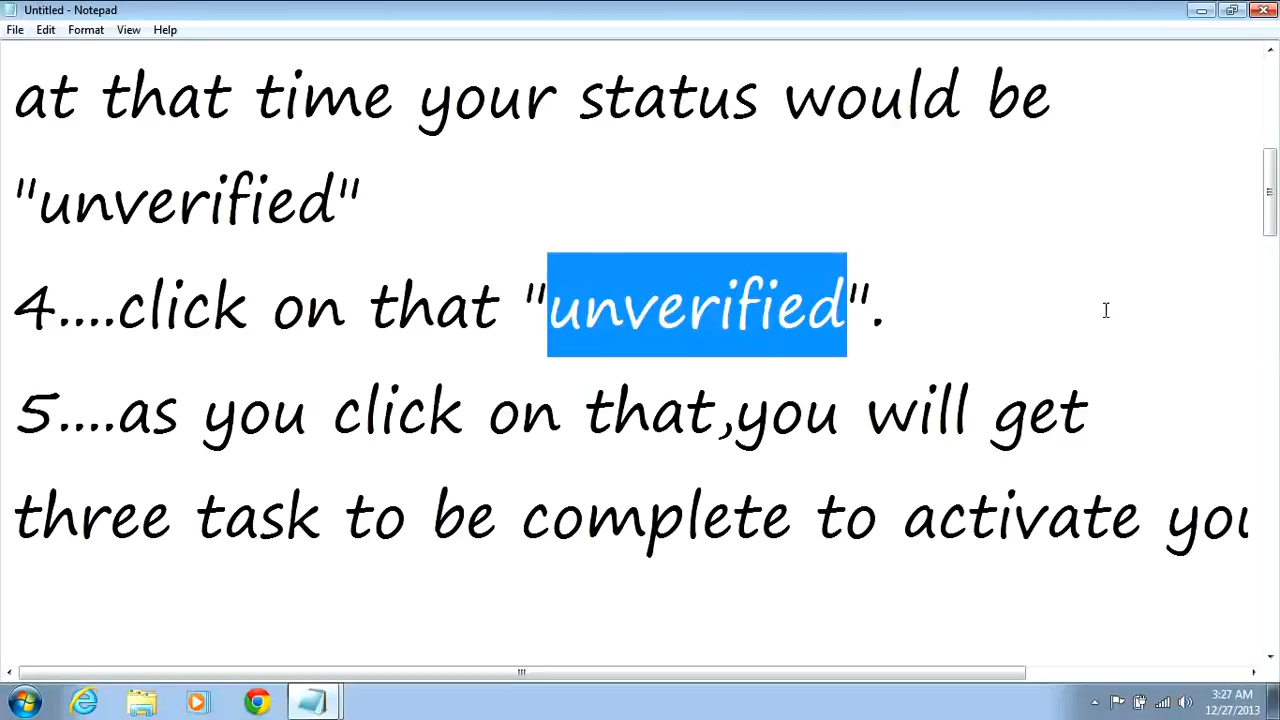 Untitled - Notepad
File Edit Format View Help
at that time your status would be
"unverified"
4....click on that "unverified".
5....as you click on that,you will get
three task to be complete to activate you
3:27 AM
12/27/2013